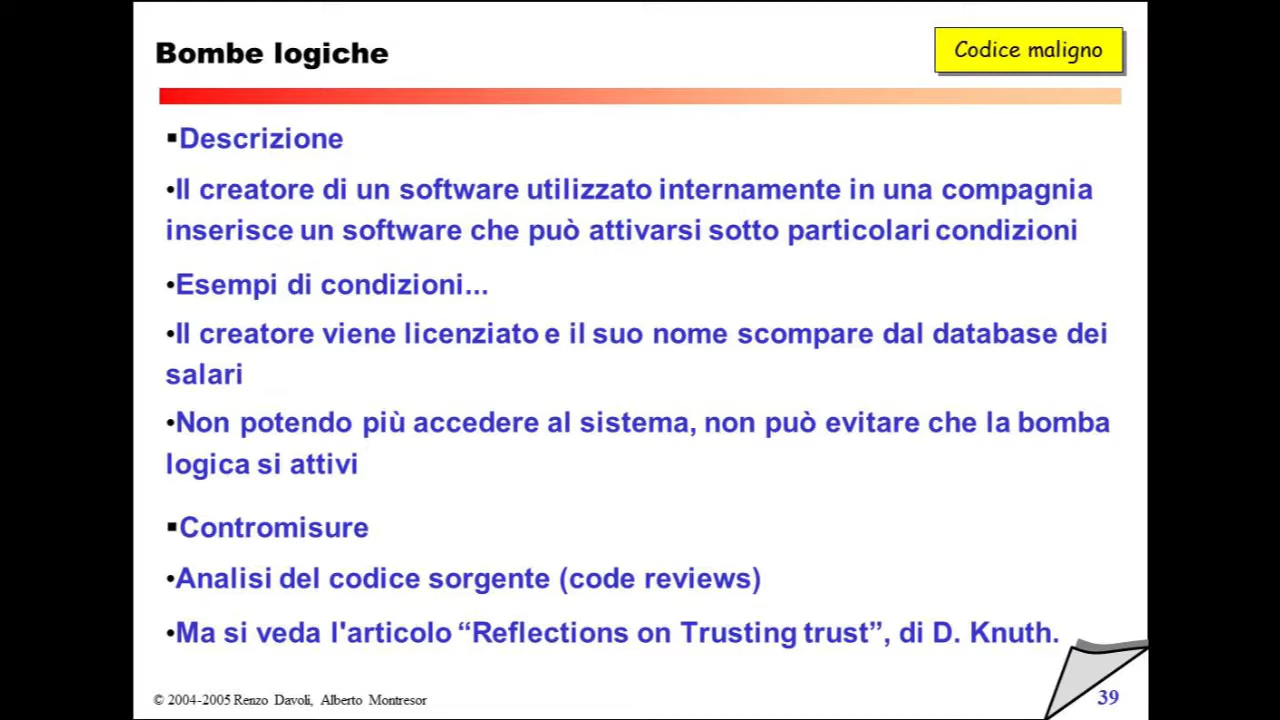 Bombe logiche
Codice maligno
▪Descrizione
•Il creatore di un software utilizzato internamente in una compagnia
inserisce un software che può attivarsi sotto particolari condizioni
•Esempi di condizioni...
•Il creatore viene licenziato e il suo nome scompare dal database dei
salari
•Non potendo più accedere al sistema, non può evitare che la bomba
logica si attivi
▪Contromisure
•Analisi del codice sorgente (code reviews)
•Ma si veda l'articolo “Reflections on Trusting trust”, di D. Knuth.
© 2004-2005 Renzo Davoli, Alberto Montresor
39